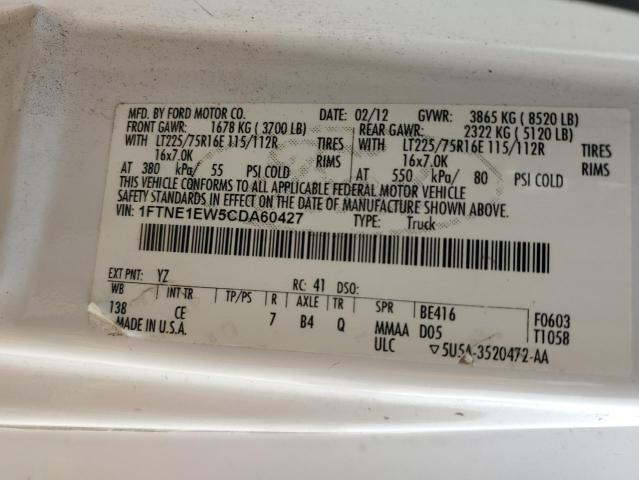 MFD. BY FORD MOTOR CO. DATE: 02/12 GVWR: 3865 KG ( 8520 LB)
FRONT GAWR: 1678 KG ( 3700 LB) REAR GAWR: 2322 KG ( 5120 LB)
WITH LT225/75R16E 115/112R TIRES WITH LT225/75R16E 115/112R TIRES
16x7.0K RIMS 16x7.0K RIMS
AT 380 kPa/ 55 PSI COLD AT 550 kPa/ 80 PSI COLD
THIS VEHICLE CONFORMS TO ALL APPLICABLE FEDERAL MOTOR VEHICLE
SAFETY STANDARDS IN EFFECT ON THE DATE OF MANUFACTURE SHOWN ABOVE.
VIN: 1FTNE1EW5CDA60427 TYPE: Truck
EXT PNT: YZ RC: 41 DSO:
WB INT TR TP/PS R AXLE TR SPR BE416 F0603
138 CE 7 B4 Q MMAA D05 T1058
MADE IN U.S.A. ULC ▽5U5A-3520472-AA